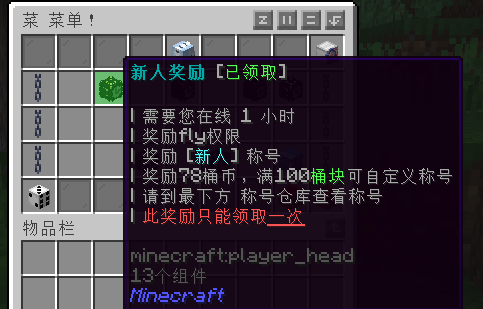 菜 菜单！
新人奖励 [已领取]
需要您在线 1 小时
奖励fly权限
奖励 [新人] 称号
奖励78桶币，满100桶块可自定义称号
请到最下方 称号仓库查看称号
此奖励只能领取一次
物品栏
minecraft:player_head
13个组件
Minecraft